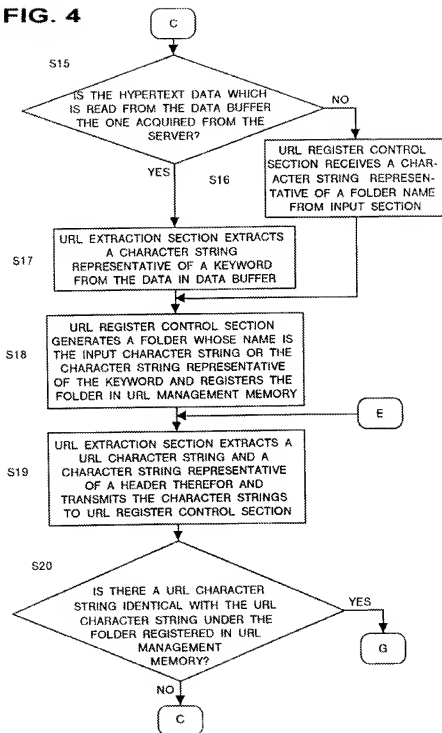 FIG. 4
C
S15
IS THE HYPERTEXT DATA WHICH
IS READ FROM THE DATA BUFFER
THE ONE ACQUIRED FROM THE
SERVER?
NO
YES
S16
URL REGISTER CONTROL
SECTION RECEIVES A CHAR-
ACTER STRING REPRESEN-
TATIVE OF A FOLDER NAME
FROM INPUT SECTION
S17
URL EXTRACTION SECTION EXTRACTS
A CHARACTER STRING
REPRESENTATIVE OF A KEYWORD
FROM THE DATA IN DATA BUFFER
S18
URL REGISTER CONTROL SECTION
GENERATES A FOLDER WHOSE NAME IS
THE INPUT CHARACTER STRING OR THE
CHARACTER STRING REPRESENTATIVE
OF THE KEYWORD AND REGISTERS THE
FOLDER IN URL MANAGEMENT MEMORY
E
S19
URL EXTRACTION SECTION EXTRACTS A
URL CHARACTER STRING AND A
CHARACTER STRING REPRESENTATIVE
OF A HEADER THEREFOR AND
TRANSMITS THE CHARACTER STRINGS
TO URL REGISTER CONTROL SECTION
S20
IS THERE A URL CHARACTER
STRING IDENTICAL WITH THE URL
CHARACTER STRING UNDER THE
FOLDER REGISTERED IN URL
MANAGEMENT
MEMORY?
YES
G
NO
C